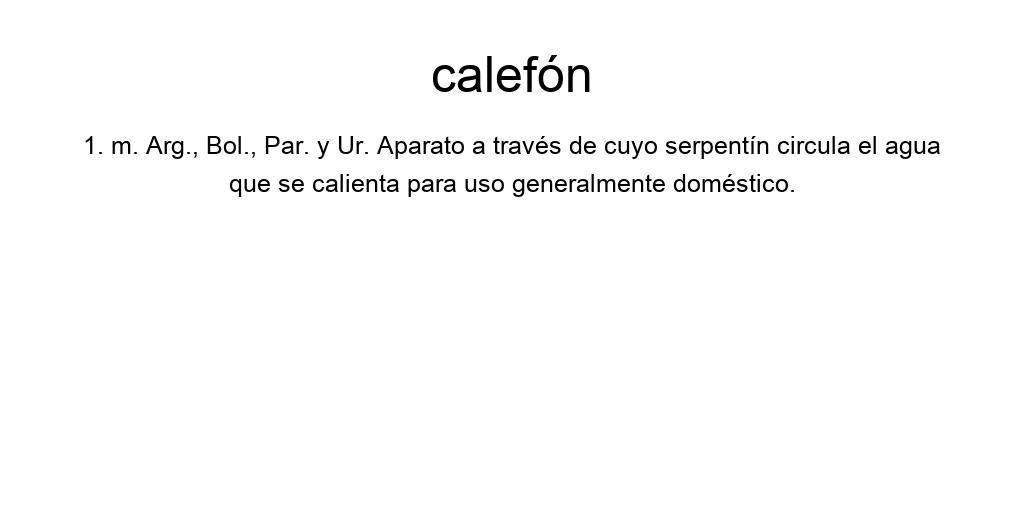 calefón
1. m. Arg., Bol., Par. y Ur. Aparato a través de cuyo serpentín circula el agua
que se calienta para uso generalmente doméstico.